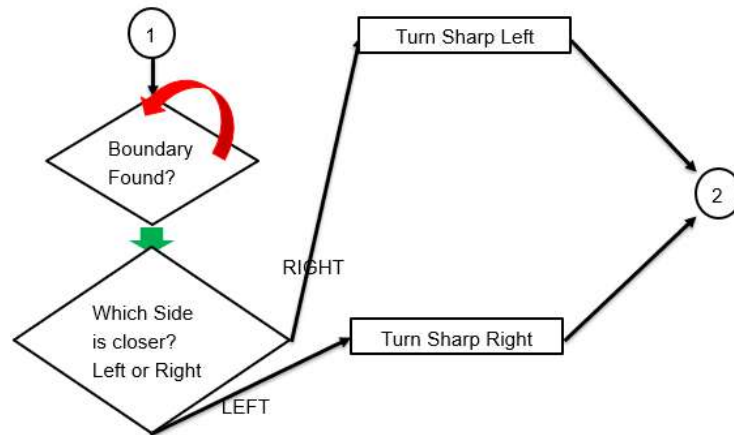 1
Turn Sharp Left
Boundary
Found?
2
RIGHT
Which Side
is closer?
Left or Right
Turn Sharp Right
LEFT